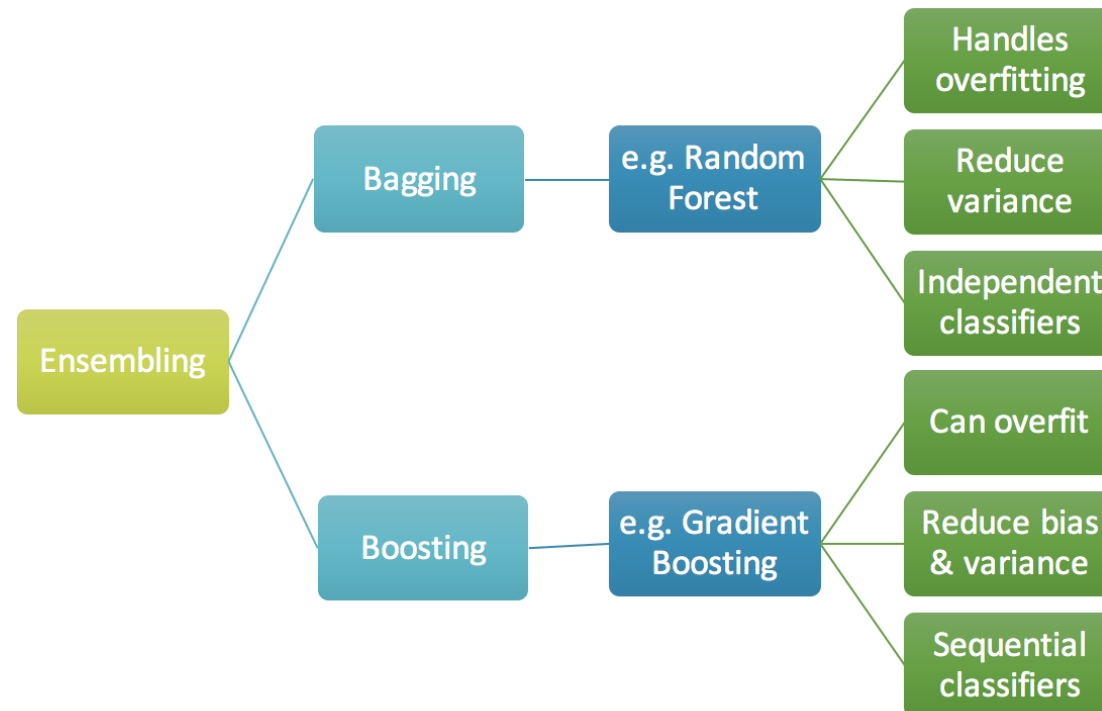 Ensembling
Bagging
e.g. Random
Forest
Handles
overfitting
Reduce
variance
Independent
classifiers
Boosting
e.g. Gradient
Boosting
Can overfit
Reduce bias
& variance
Sequential
classifiers